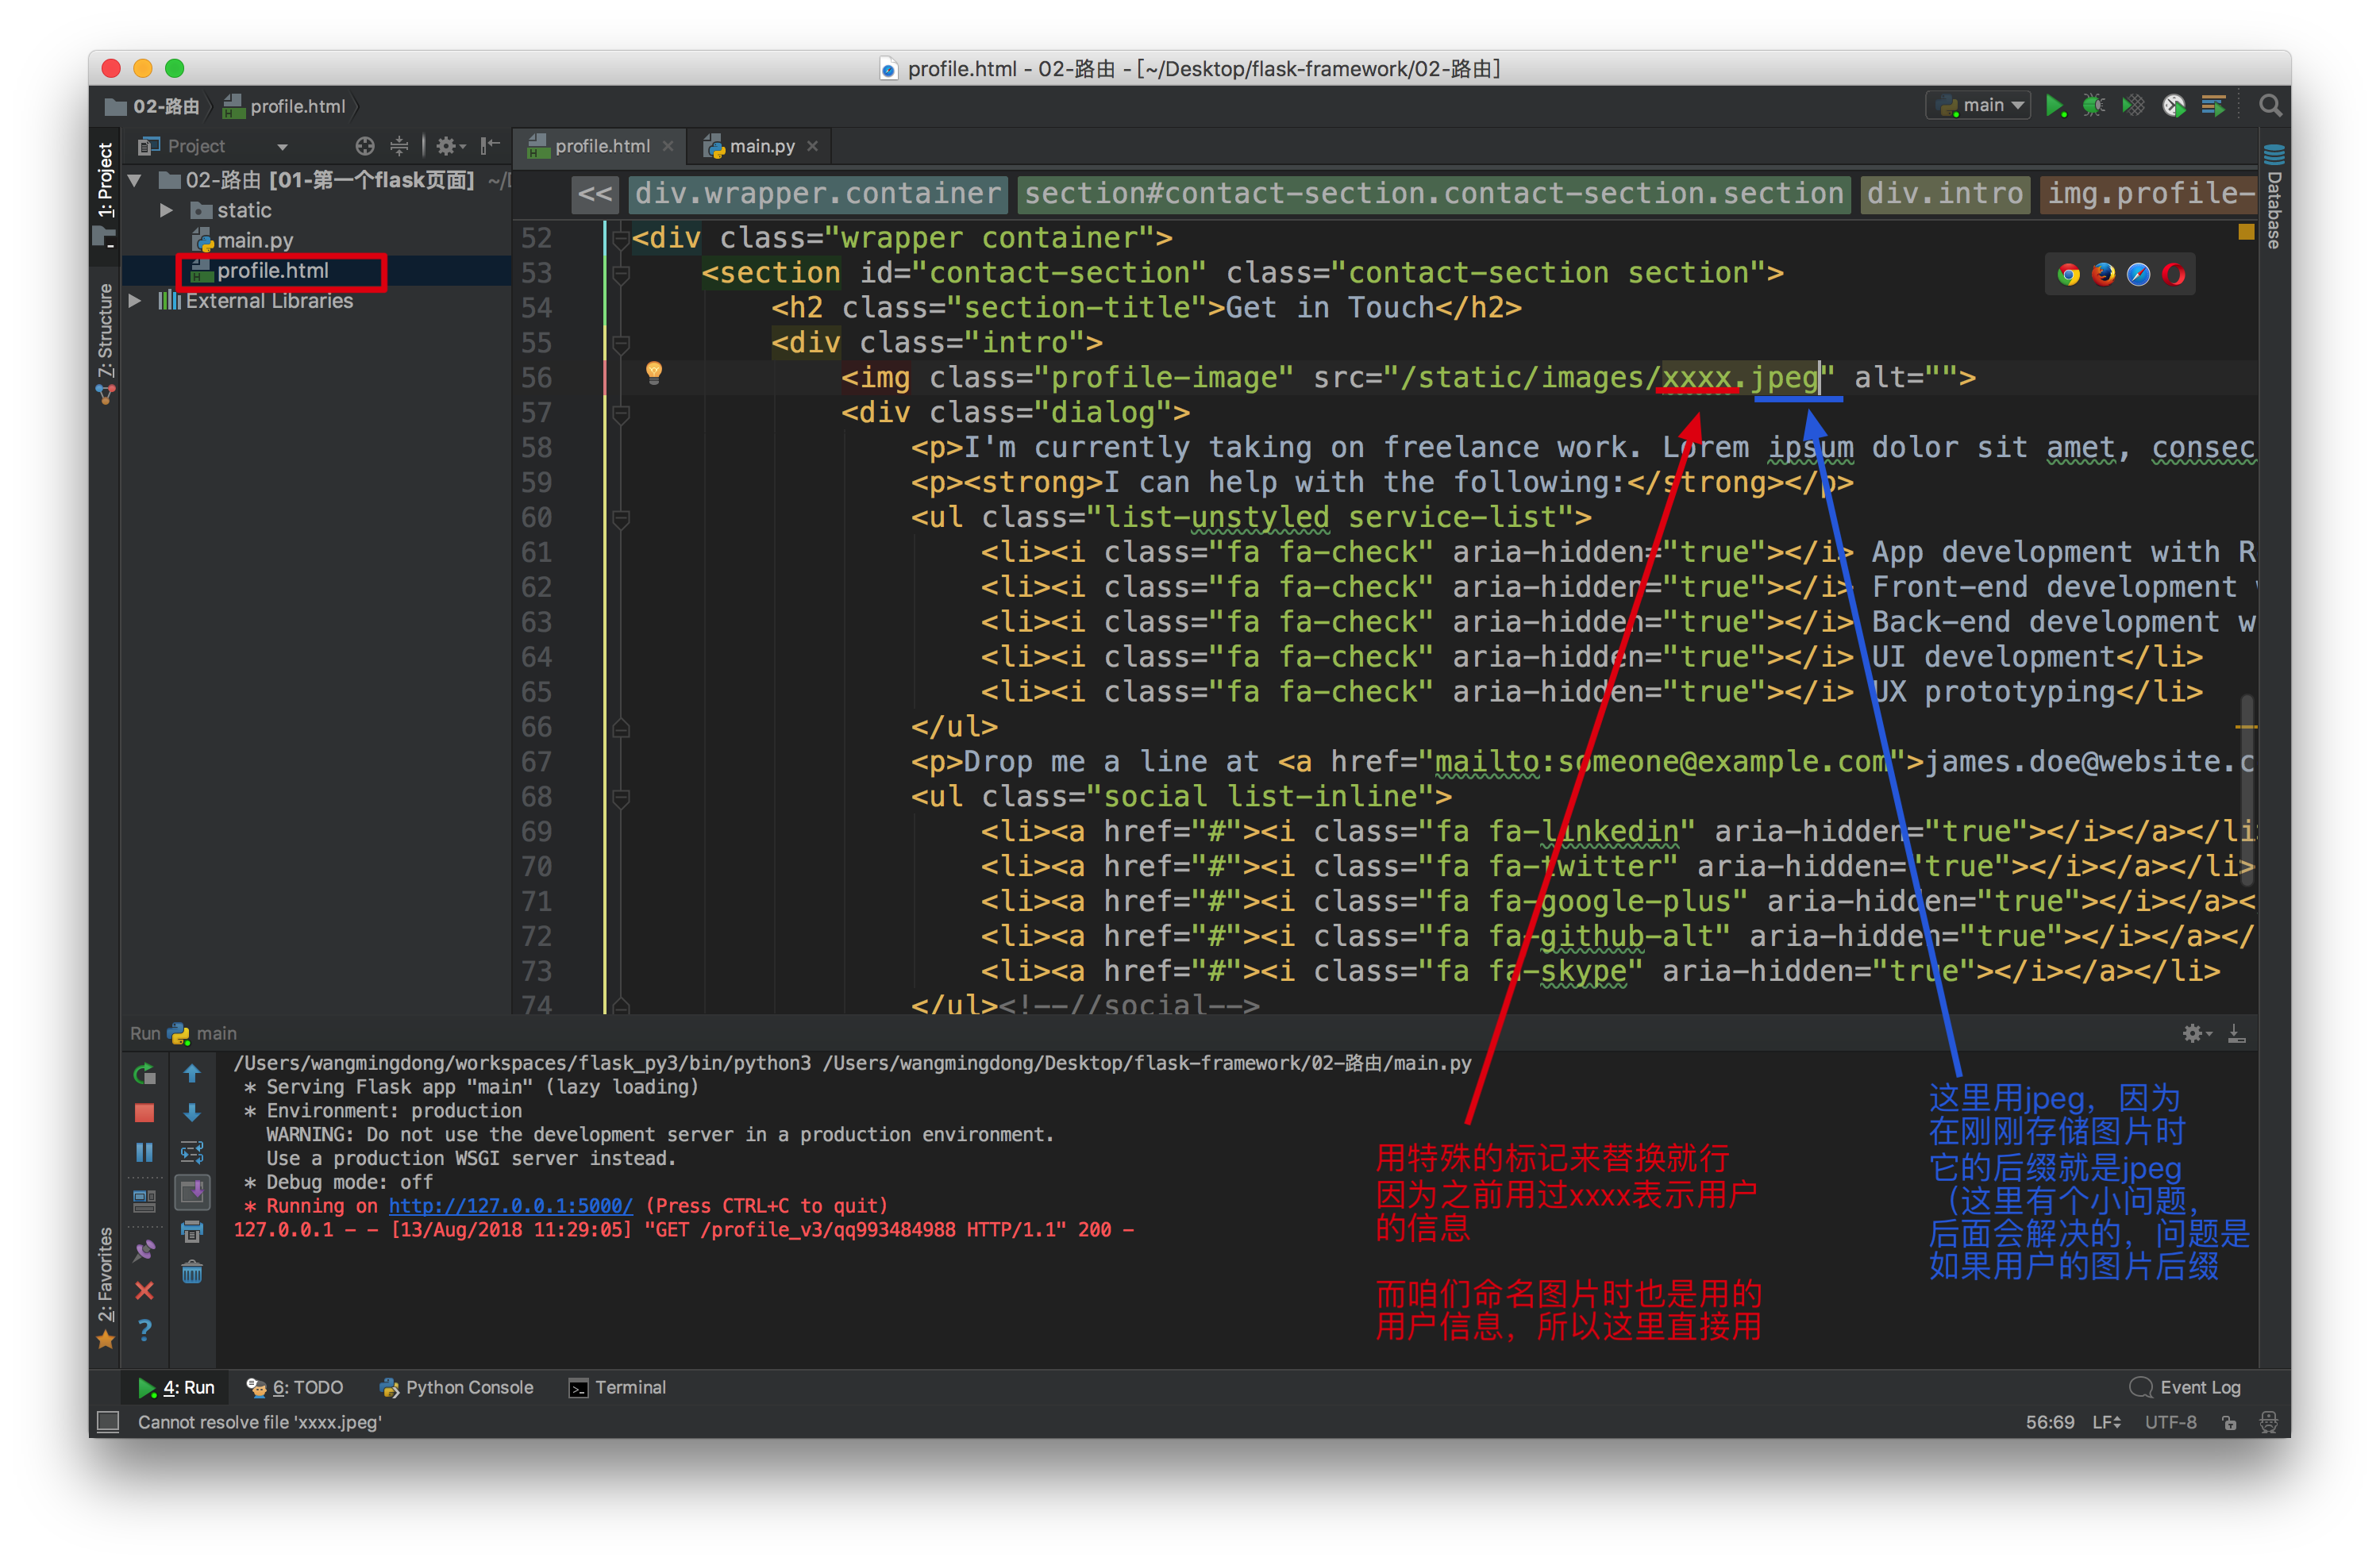 profile.html - 02-路由 - [~/Desktop/flask-framework/02-路由]
02-路由 profile.html
main
Project
profile.html
main.py
1: Project
7: Structure
2: Favorites
Database
02-路由 [01-第一个flask页面]
static
main.py
profile.html
External Libraries
<< div.wrapper.container section#contact-section.contact-section.section div.intro img.profile-
52 <div class="wrapper container">
53 <section id="contact-section" class="contact-section section">
54 <h2 class="section-title">Get in Touch</h2>
55 <div class="intro">
56 <img class="profile-image" src="/static/images/xxxx.jpeg" alt="">
57 <div class="dialog">
58 <p>I'm currently taking on freelance work. Lorem ipsum dolor sit amet, consec
59 <p><strong>I can help with the following:</strong></p>
60 <ul class="list-unstyled service-list">
61 <li><i class="fa fa-check" aria-hidden="true"></i> App development with R
62 <li><i class="fa fa-check" aria-hidden="true"></i> Front-end development
63 <li><i class="fa fa-check" aria-hidden="true"></i> Back-end development w
64 <li><i class="fa fa-check" aria-hidden="true"></i> UI development</li>
65 <li><i class="fa fa-check" aria-hidden="true"></i> UX prototyping</li>
66 </ul>
67 <p>Drop me a line at <a href="mailto:someone@example.com">james.doe@website.c
68 <ul class="social list-inline">
69 <li><a href="#"><i class="fa fa-linkedin" aria-hidden="true"></i></a></li>
70 <li><a href="#"><i class="fa fa-twitter" aria-hidden="true"></i></a></li>
71 <li><a href="#"><i class="fa fa-google-plus" aria-hidden="true"></i></a><
72 <li><a href="#"><i class="fa fa-github-alt" aria-hidden="true"></i></a></
73 <li><a href="#"><i class="fa fa-skype" aria-hidden="true"></i></a></li>
74 </ul><!--//social-->
Run main
/Users/wangmingdong/workspaces/flask_py3/bin/python3 /Users/wangmingdong/Desktop/flask-framework/02-路由/main.py
* Serving Flask app "main" (lazy loading)
* Environment: production
WARNING: Do not use the development server in a production environment.
Use a production WSGI server instead.
* Debug mode: off
* Running on http://127.0.0.1:5000/ (Press CTRL+C to quit)
127.0.0.1 - - [13/Aug/2018 11:29:05] "GET /profile_v3/qq993484988 HTTP/1.1" 200 -
用特殊的标记来替换就行
因为之前用过xxxx表示用户
的信息
而咱们命名图片时也是用的
用户信息，所以这里直接用
这里用jpeg，因为
在刚刚存储图片时
它的后缀就是jpeg
（这里有个小问题，
后面会解决的，问题是
如果用户的图片后缀
4: Run 6: TODO Python Console Terminal Event Log
Cannot resolve file 'xxxx.jpeg' 56:69 LF UTF-8